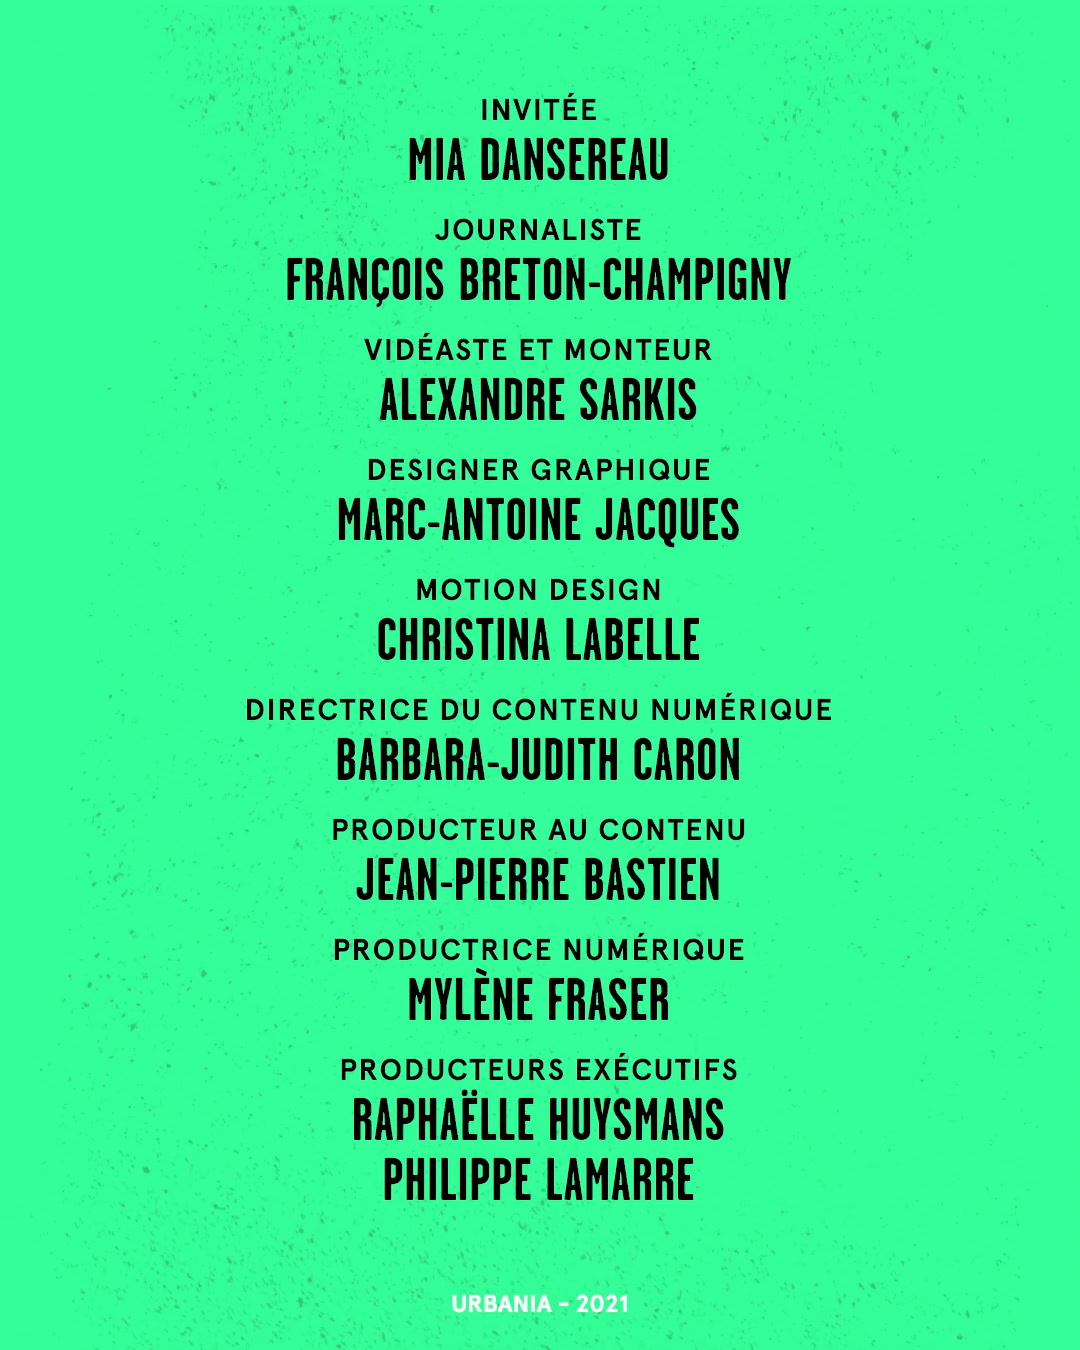 INVITÉE
MIA DANSEREAU
JOURNALISTE
FRANÇOIS BRETON-CHAMPIGNY
VIDÉASTE ET MONTEUR
ALEXANDRE SARKIS
DESIGNER GRAPHIQUE
MARC-ANTOINE JACQUES
MOTION DESIGN
CHRISTINA LABELLE
DIRECTRICE DU CONTENU NUMÉRIQUE
BARBARA-JUDITH CARON
PRODUCTEUR AU CONTENU
JEAN-PIERRE BASTIEN
PRODUCTRICE NUMÉRIQUE
MYLÈNE FRASER
PRODUCTEURS EXÉCUTIFS
RAPHAËLLE HUYSMANS
PHILIPPE LAMARRE
URBANIA - 2021